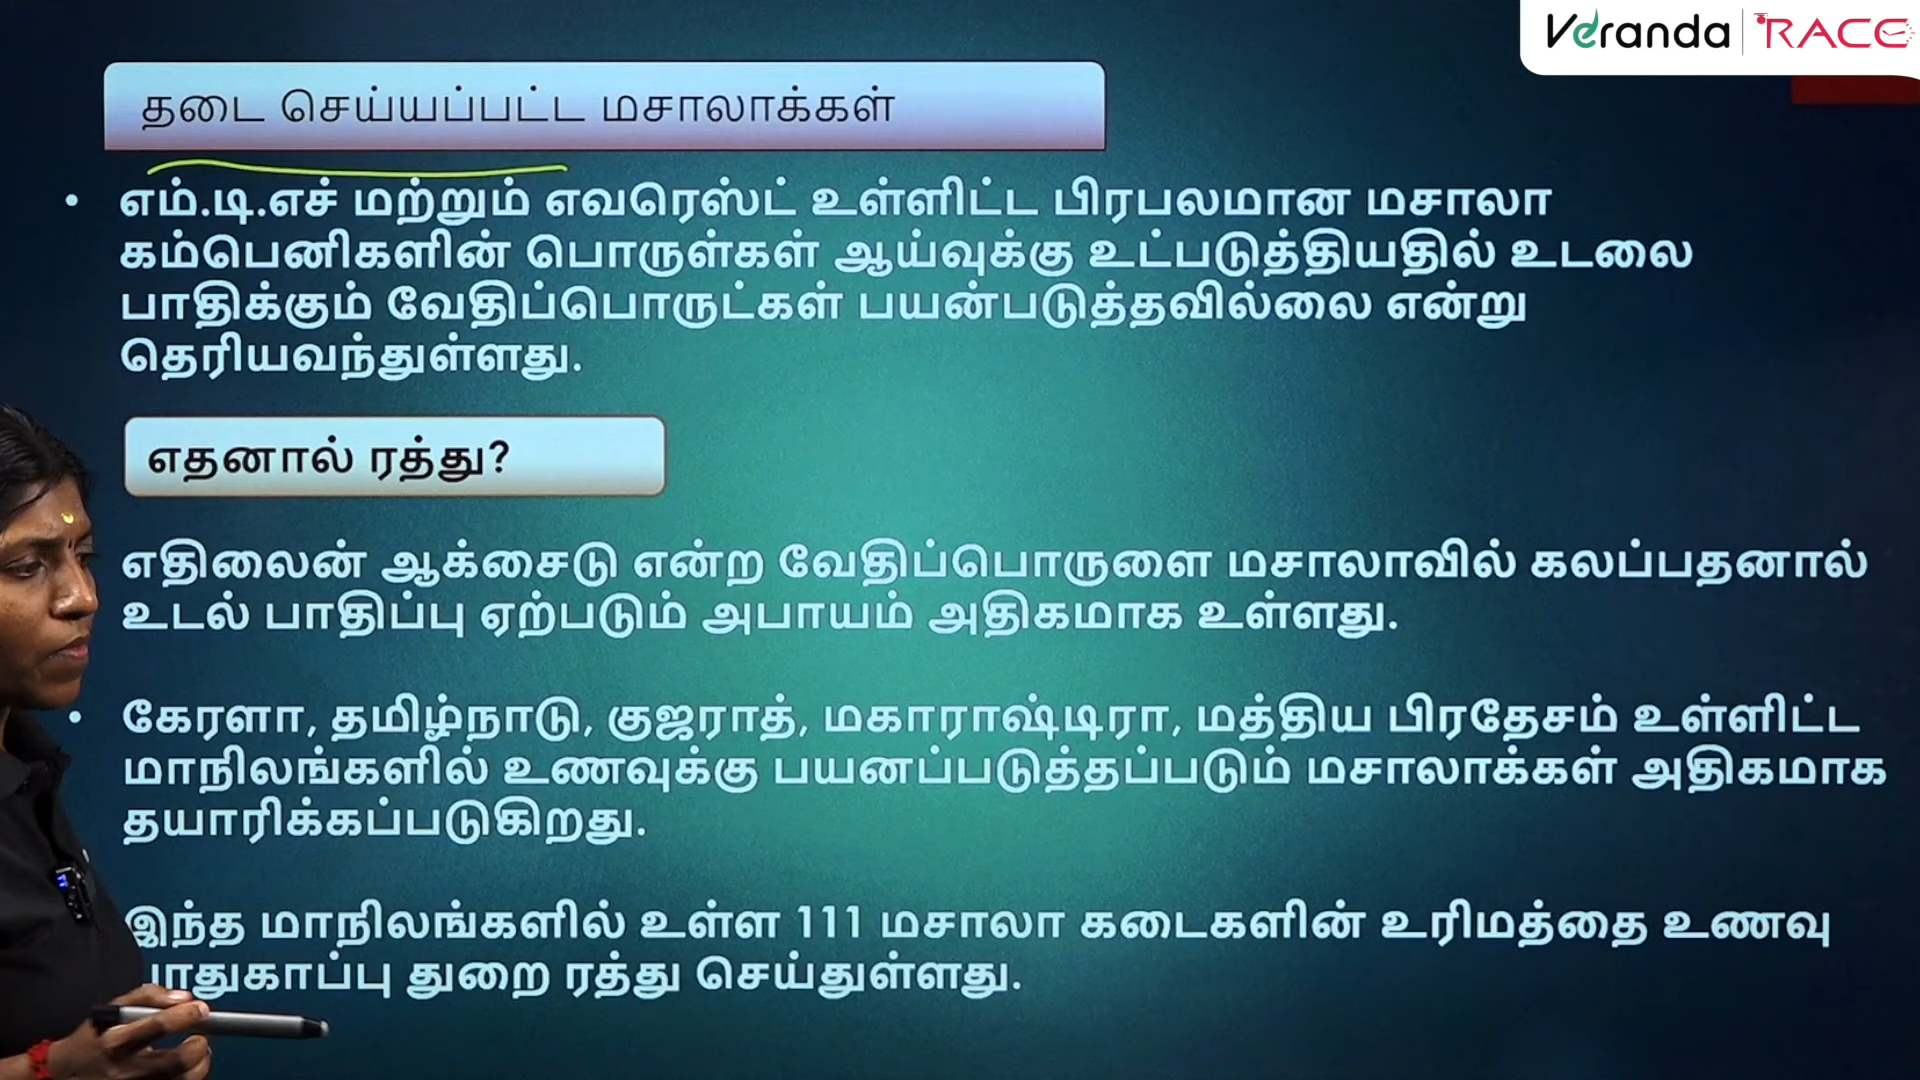 Veranda RACE
தடை செய்யப்பட்ட மசாலாக்கள்
• எம்.டி.எச் மற்றும் எவரெஸ்ட் உள்ளிட்ட பிரபலமான மசாலா
கம்பெனிகளின் பொருள்கள் ஆய்வுக்கு உட்படுத்தியதில் உடலை
பாதிக்கும் வேதிப்பொருட்கள் பயன்படுத்தவில்லை என்று
தெரியவந்துள்ளது.
எதனால் ரத்து?
எதிலைன் ஆக்சைடு என்ற வேதிப்பொருளை மசாலாவில் கலப்பதனால்
உடல் பாதிப்பு ஏற்படும் அபாயம் அதிகமாக உள்ளது.
• கேரளா, தமிழ்நாடு, குஜராத், மகாராஷ்டிரா, மத்திய பிரதேசம் உள்ளிட்ட
மாநிலங்களில் உணவுக்கு பயனப்படுத்தப்படும் மசாலாக்கள் அதிகமாக
தயாரிக்கப்படுகிறது.
இந்த மாநிலங்களில் உள்ள 111 மசாலா கடைகளின் உரிமத்தை உணவு
பாதுகாப்பு துறை ரத்து செய்துள்ளது.